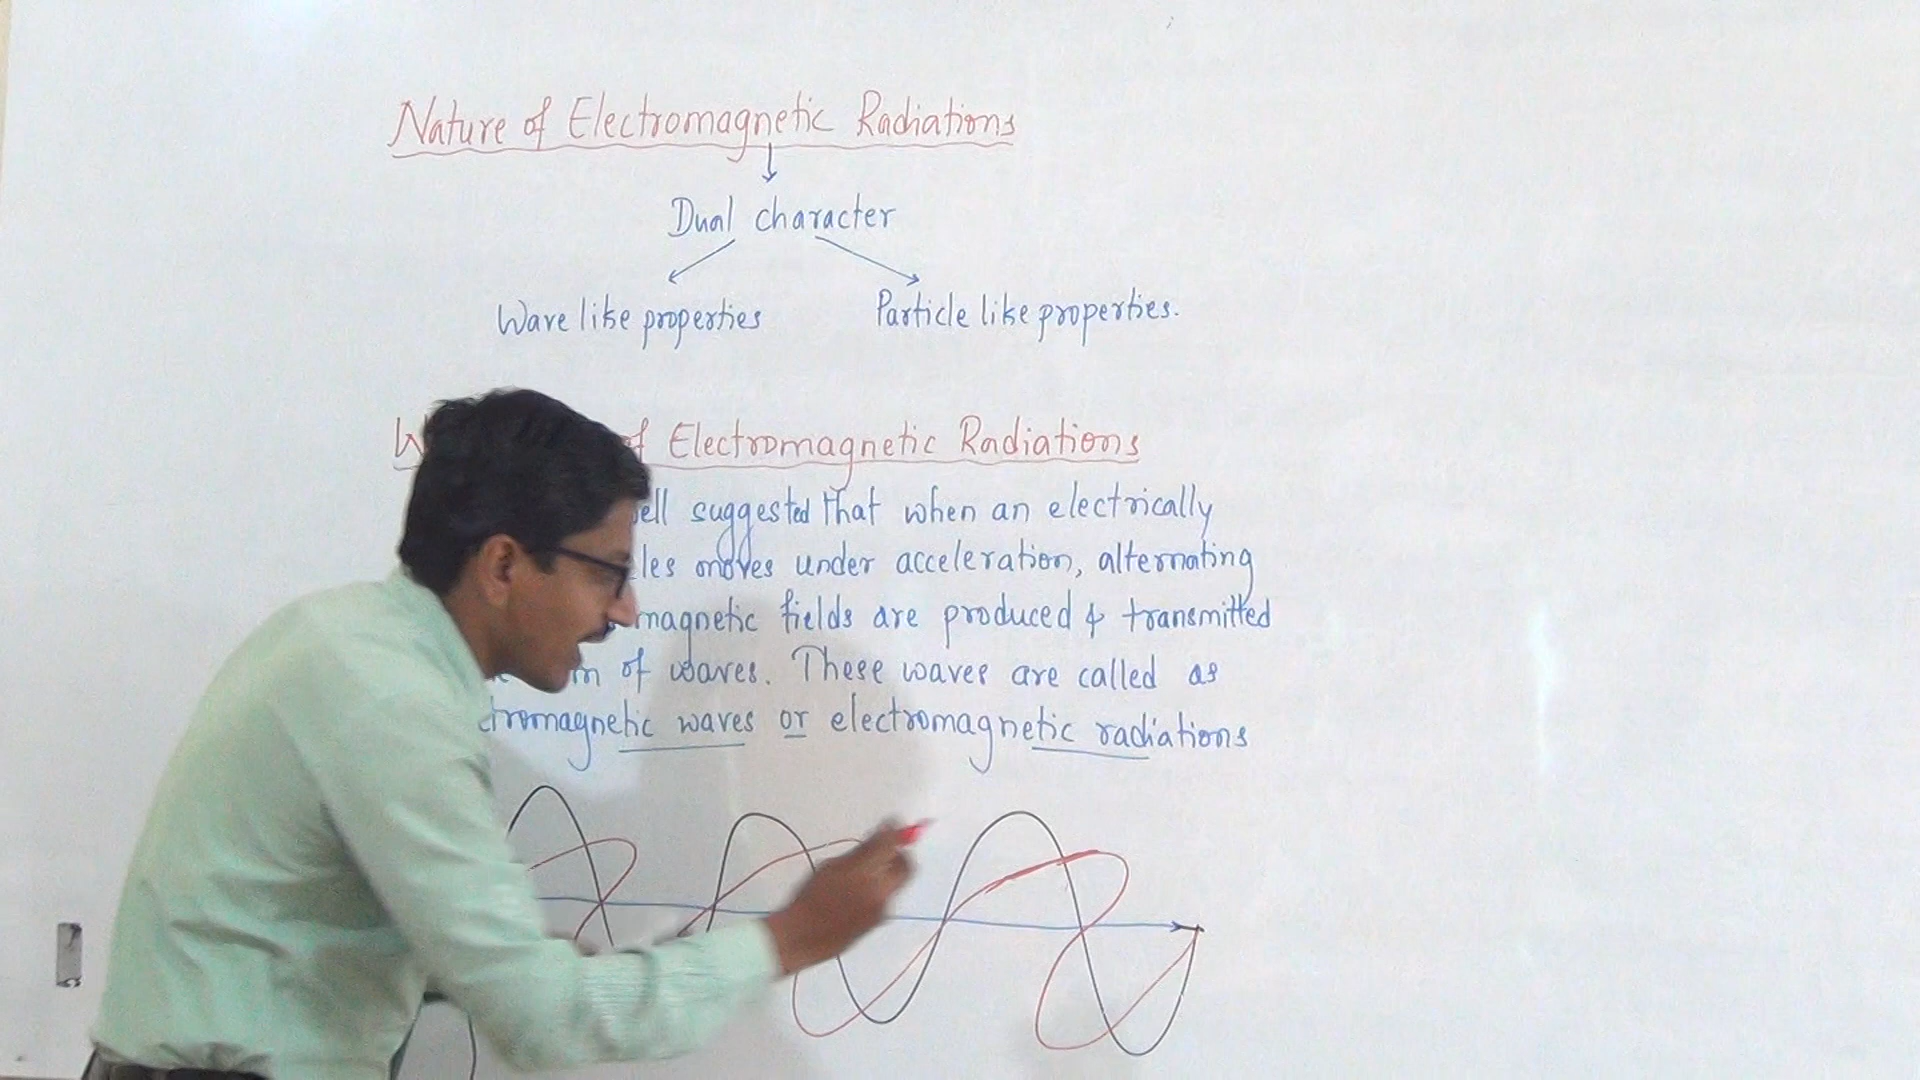 Nature of Electromagnetic Radiations
Dual character
Wave like properties
Particle like properties.
of Electromagnetic Radiations
ell suggested that when an electrically
les moves under acceleration, alternating
magnetic fields are produced & transmitted
of waves. These waves are called as
tromagnetic waves or electromagnetic radiations